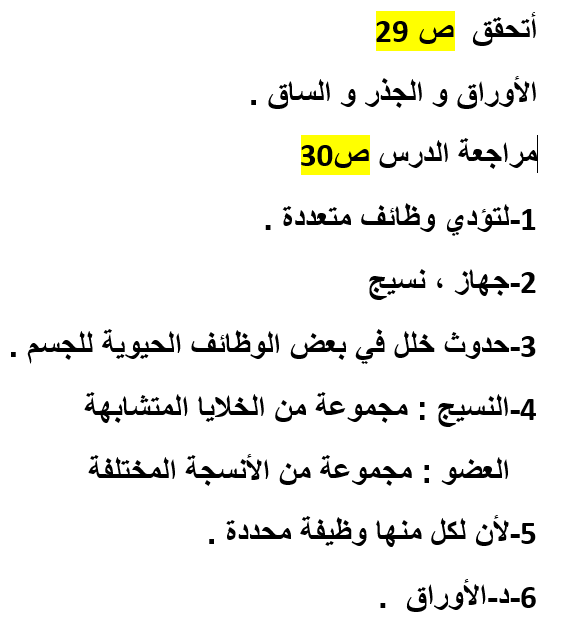 أتحقق ص 29
الأوراق و الجذر و الساق .
مراجعة الدرس ص30
1-لتؤدي وظائف متعددة .
2-جهاز ، نسيج
3-حدوث خلل في بعض الوظائف الحيوية للجسم .
4-النسيج : مجموعة من الخلايا المتشابهة
العضو : مجموعة من الأنسجة المختلفة
5-لأن لكل منها وظيفة محددة .
6-د-الأوراق .